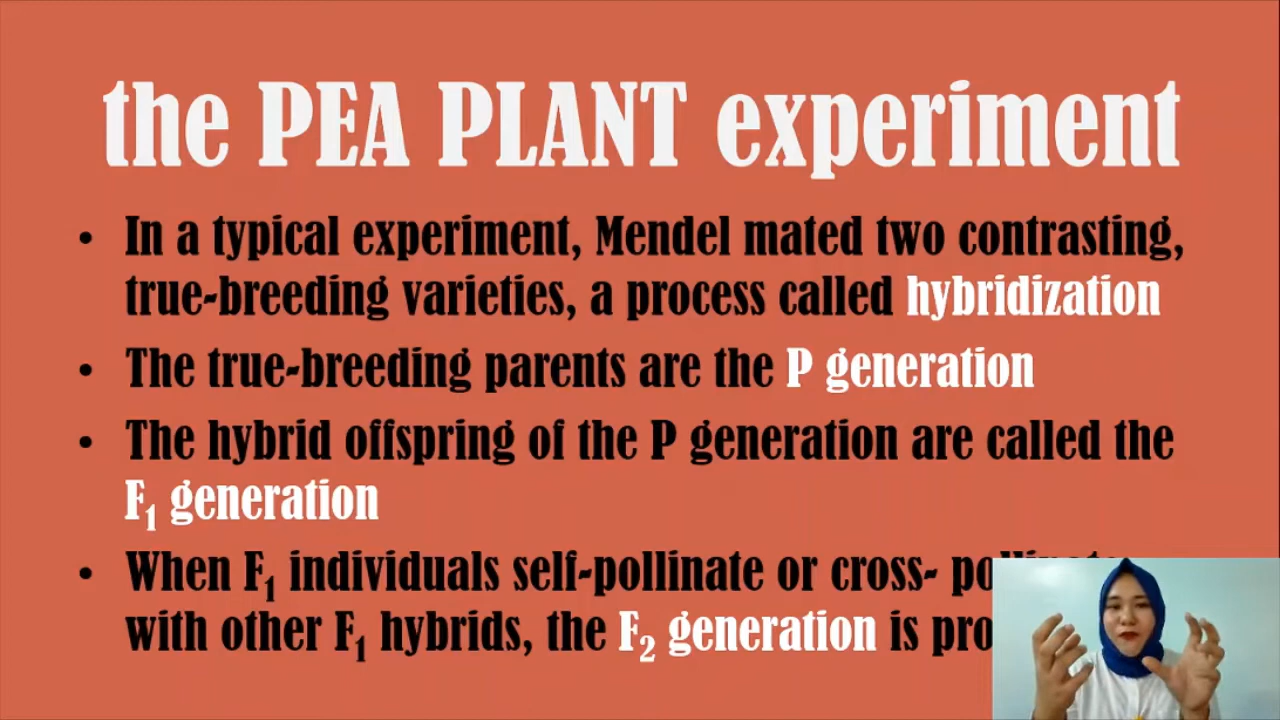 the PEA PLANT experiment
• In a typical experiment, Mendel mated two contrasting,
true-breeding varieties, a process called hybridization
• The true-breeding parents are the P generation
• The hybrid offspring of the P generation are called the
F₁ generation
• When F₁ individuals self-pollinate or cross-
with other F₁ hybrids, the F₂ generation is